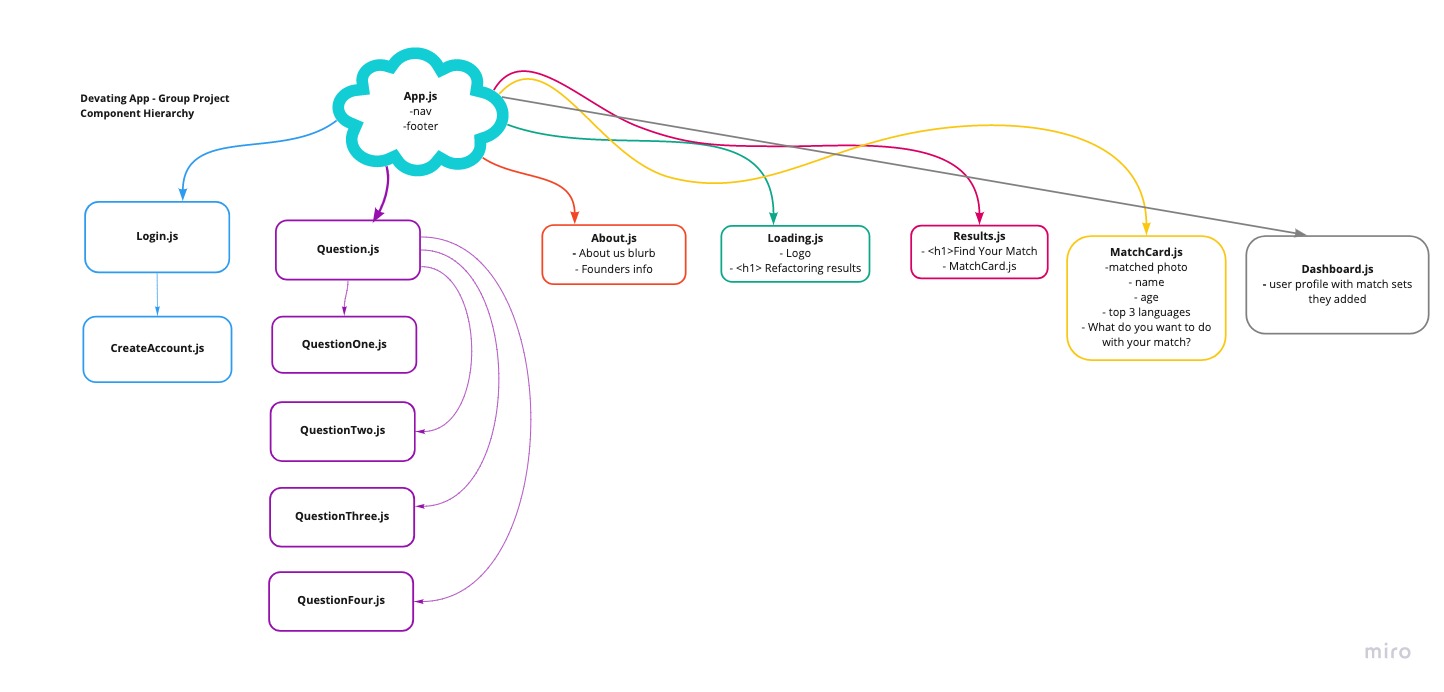 Devating App - Group Project
Component Hierarchy
App.js
-nav
-footer
Login.js
CreateAccount.js
Question.js
QuestionOne.js
QuestionTwo.js
QuestionThree.js
QuestionFour.js
About.js
- About us blurb
- Founders info
Loading.js
- Logo
- <h1> Refactoring results
Results.js
- <h1>Find Your Match
- MatchCard.js
MatchCard.js
-matched photo
- name
- age
- top 3 languages
- What do you want to do
with your match?
Dashboard.js
- user profile with match sets
they added
miro